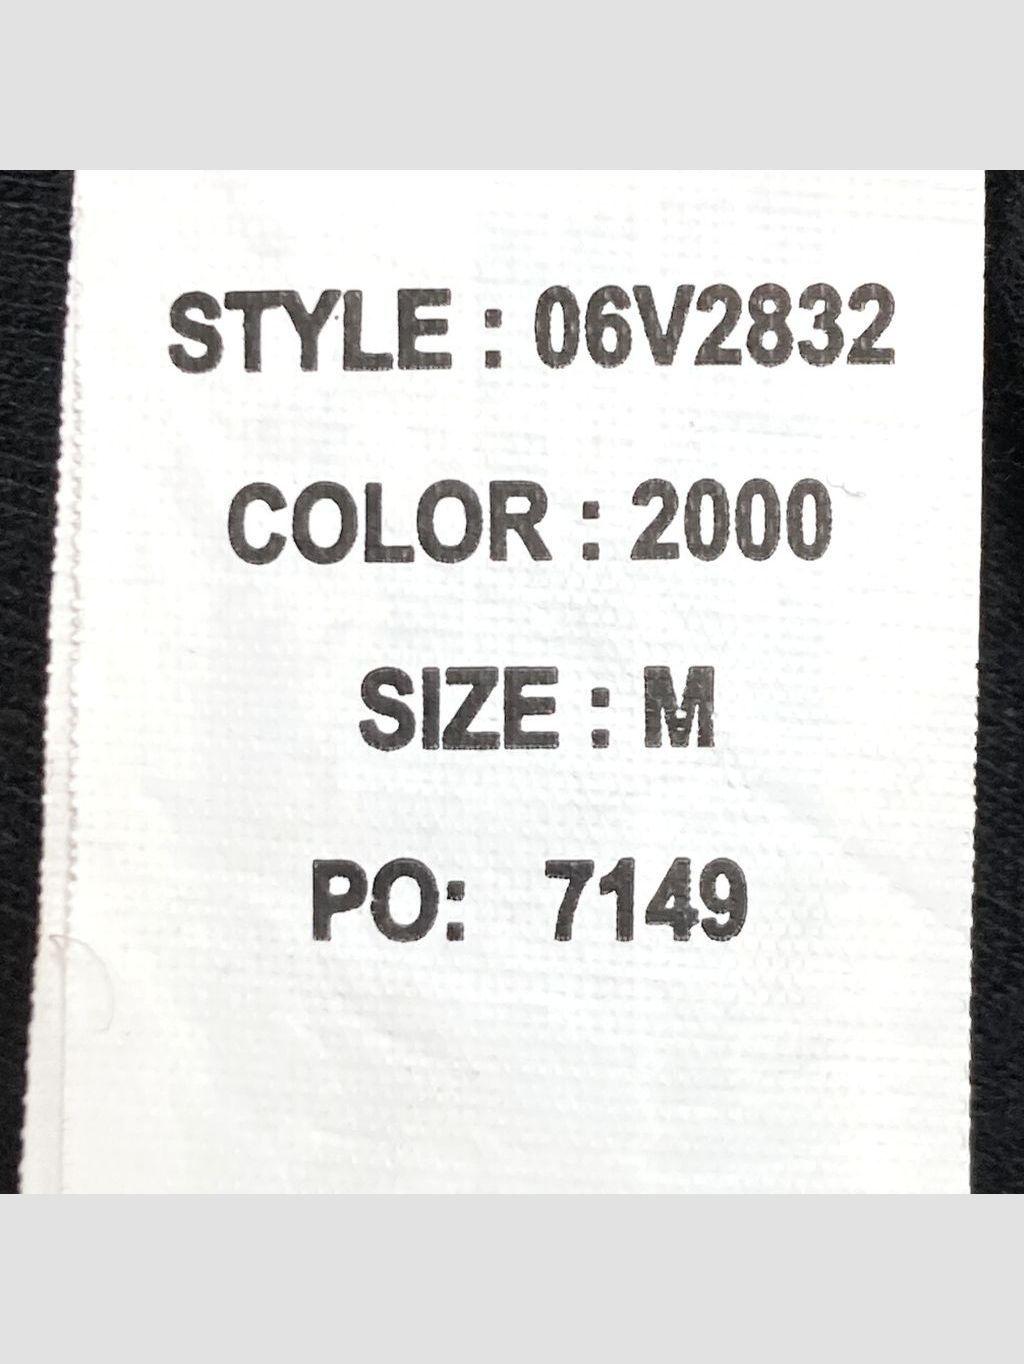 STYLE : 06V2832
COLOR : 2000
SIZE : M
PO: 7149